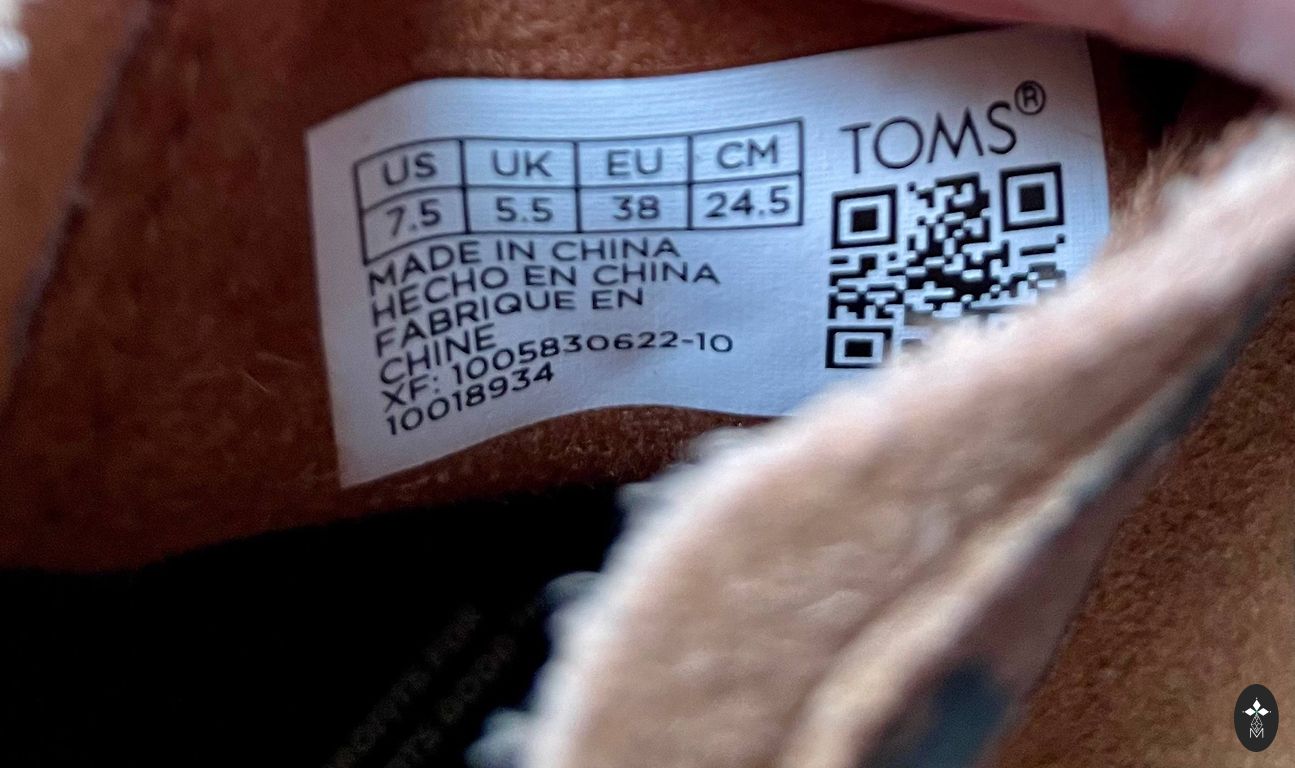 TOMS®
US UK EU CM
7.5 5.5 38 24.5
MADE IN CHINA
HECHO EN CHINA
FABRIQUE EN
CHINE
XF: 1005830622-10
10018934
M